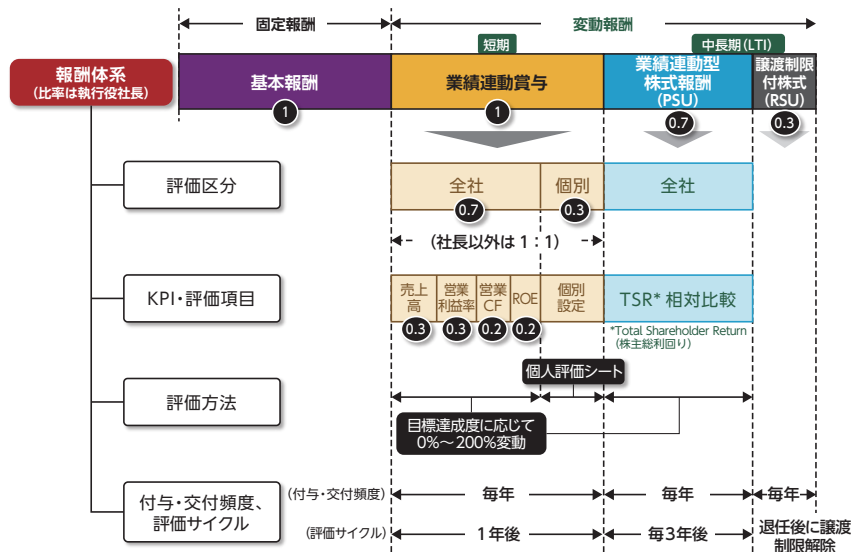 固定報酬
変動報酬
短期
中長期(LTI)
報酬体系
(比率は執行役社長)
基本報酬
1
業績連動賞与
1
業績連動型
株式報酬
(PSU)
0.7
譲渡制限
付株式
(RSU)
0.3
評価区分
全社
0.7
個別
0.3
全社
(社長以外は1:1)
KPI・評価項目
売上
高
0.3
営業
利益率
0.3
営業
CF
0.2
ROE
0.2
個別
設定
TSR* 相対比較
*Total Shareholder Return
(株主総利回り)
評価方法
個人評価シート
目標達成度に応じて
0%~200%変動
付与・交付頻度、
評価サイクル
(付与・交付頻度)
毎年
毎年
毎年
(評価サイクル)
1年後
毎3年後
退任後に譲渡
制限解除